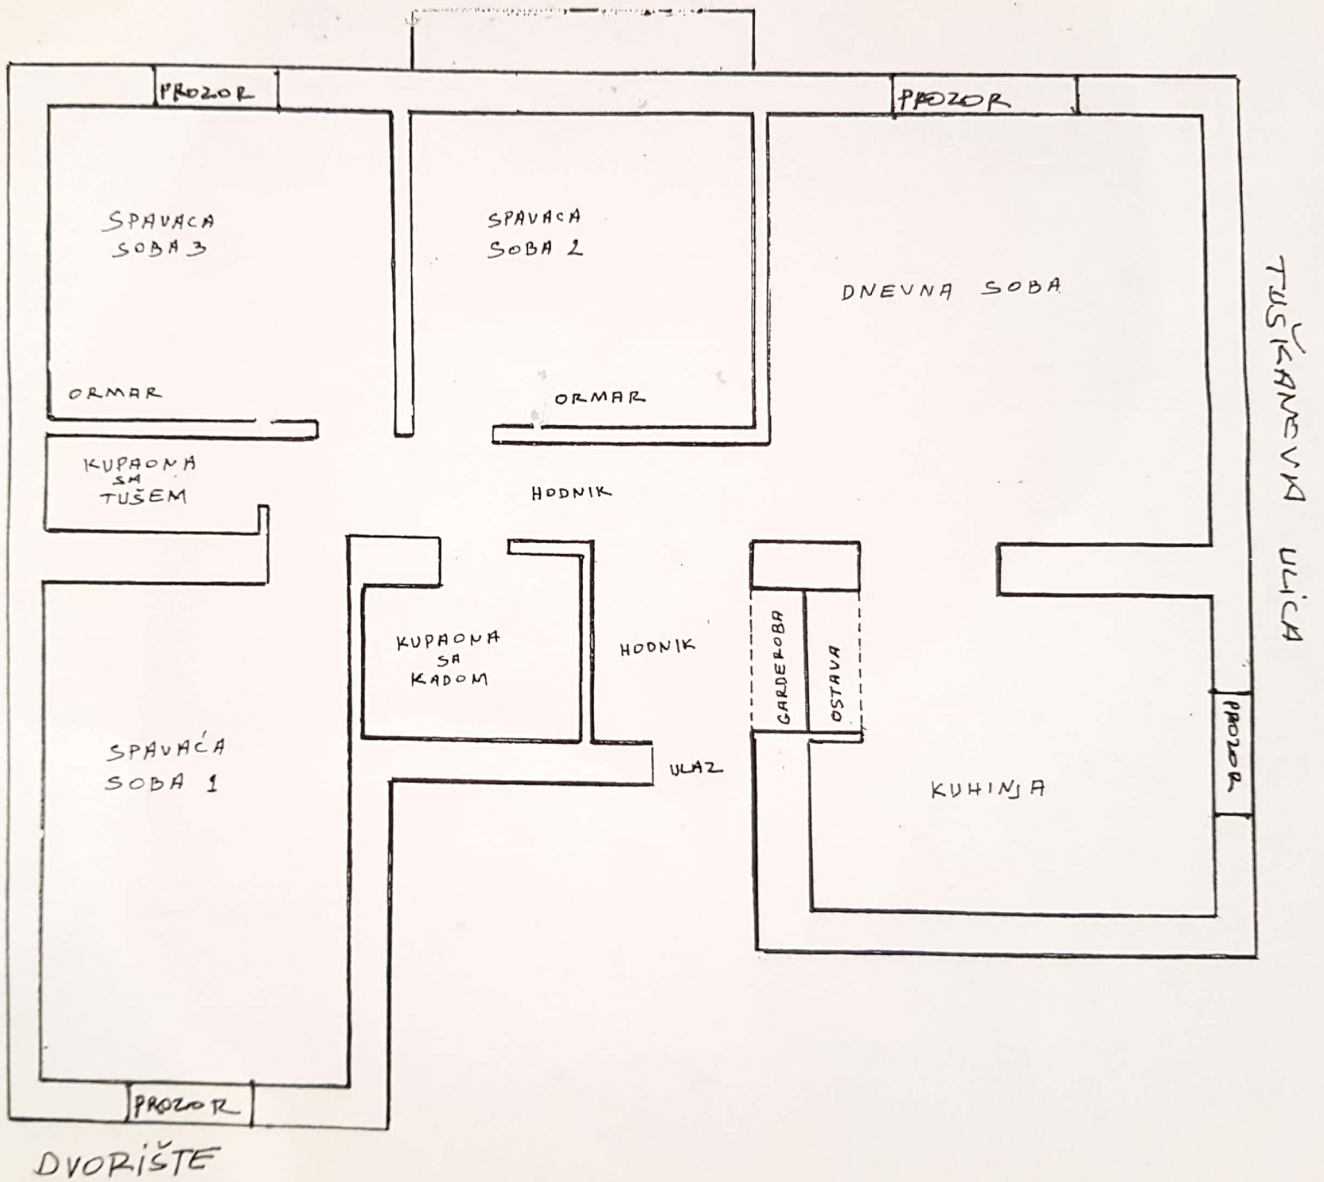 PROZOR
PROZOR
SPAVACA
SOBA 3
SPAVACA
SOBA 2
DNEVNA SOBA
TUŠKANOVA ULICA
ORMAR
ORMAR
KUPAONA
SA
TUŠEM
HODNIK
KUPAONA
SA
KADOM
HODNIK
GARDEROBA
OSTAVA
PROZOR
SPAVAĆA
SOBA 1
ULAZ
KUHINJA
PROZOR
DVORIŠTE